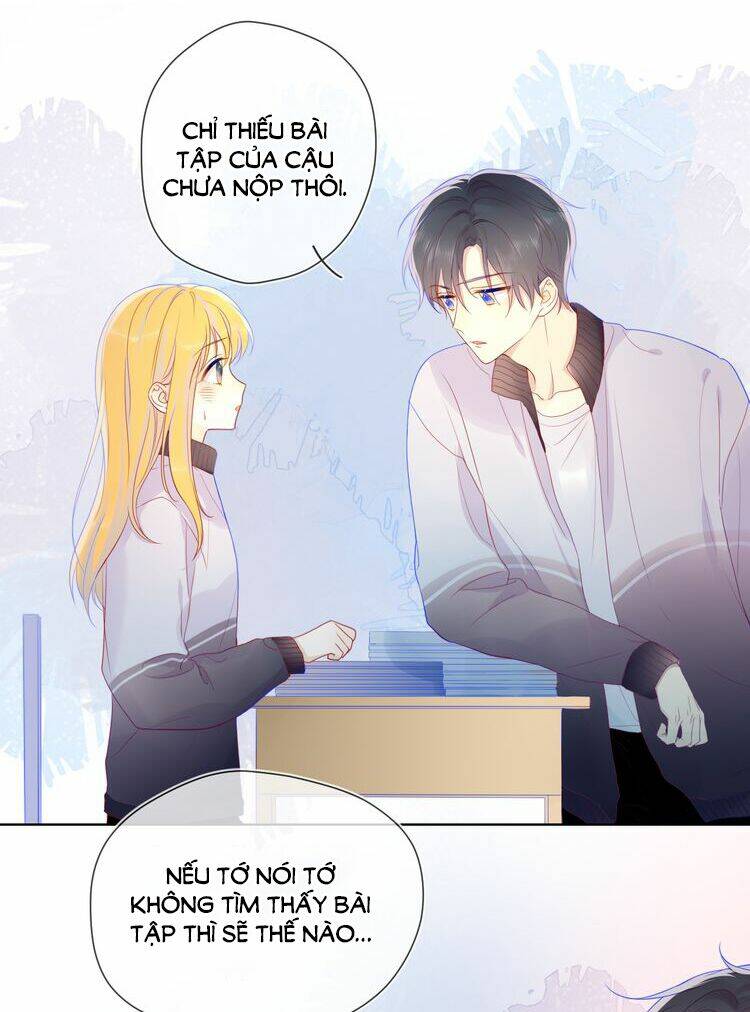 CHỈ THIẾU BÀI
TẬP CỦA CẬU
CHƯA NỘP THÔI.
NẾU TỚ NÓI TỚ
KHÔNG TÌM THẤY BÀI
TẬP THÌ SẼ THẾ NÀO...